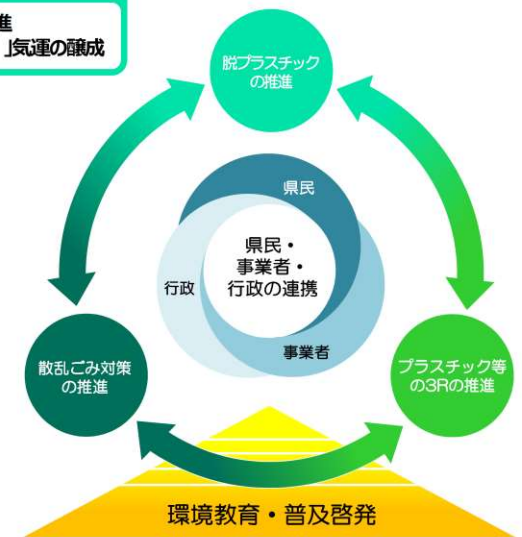 進
」気運の醸成
脱プラスチック
の推進
県民
県民・
事業者・
行政の連携
行政
事業者
散乱ごみ対策
の推進
プラスチック等
の3Rの推進
環境教育・普及啓発